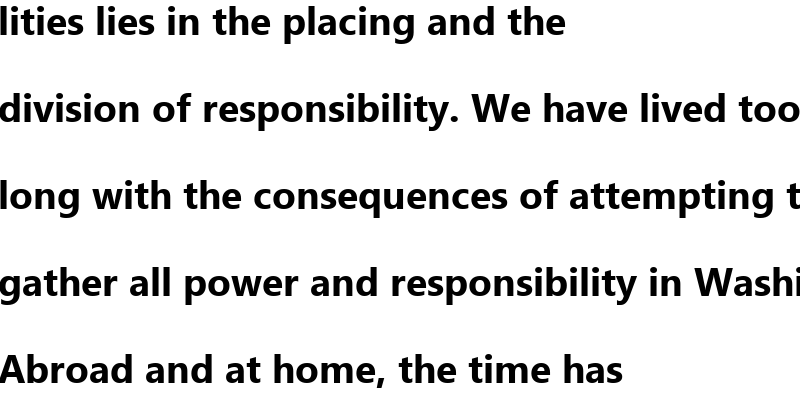 lities lies in the placing and the
division of responsibility. We have lived too
long with the consequences of attempting t
gather all power and responsibility in Washi
Abroad and at home, the time has